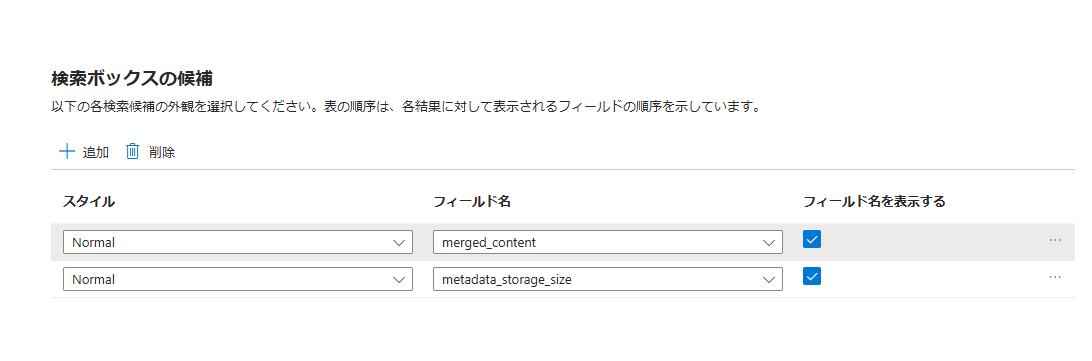 検索ボックスの候補
以下の各検索候補の外観を選択してください。表の順序は、各結果に対して表示されるフィールドの順序を示しています。
追加 削除
スタイル フィールド名 フィールド名を表示する
Normal merged_content
Normal metadata_storage_size